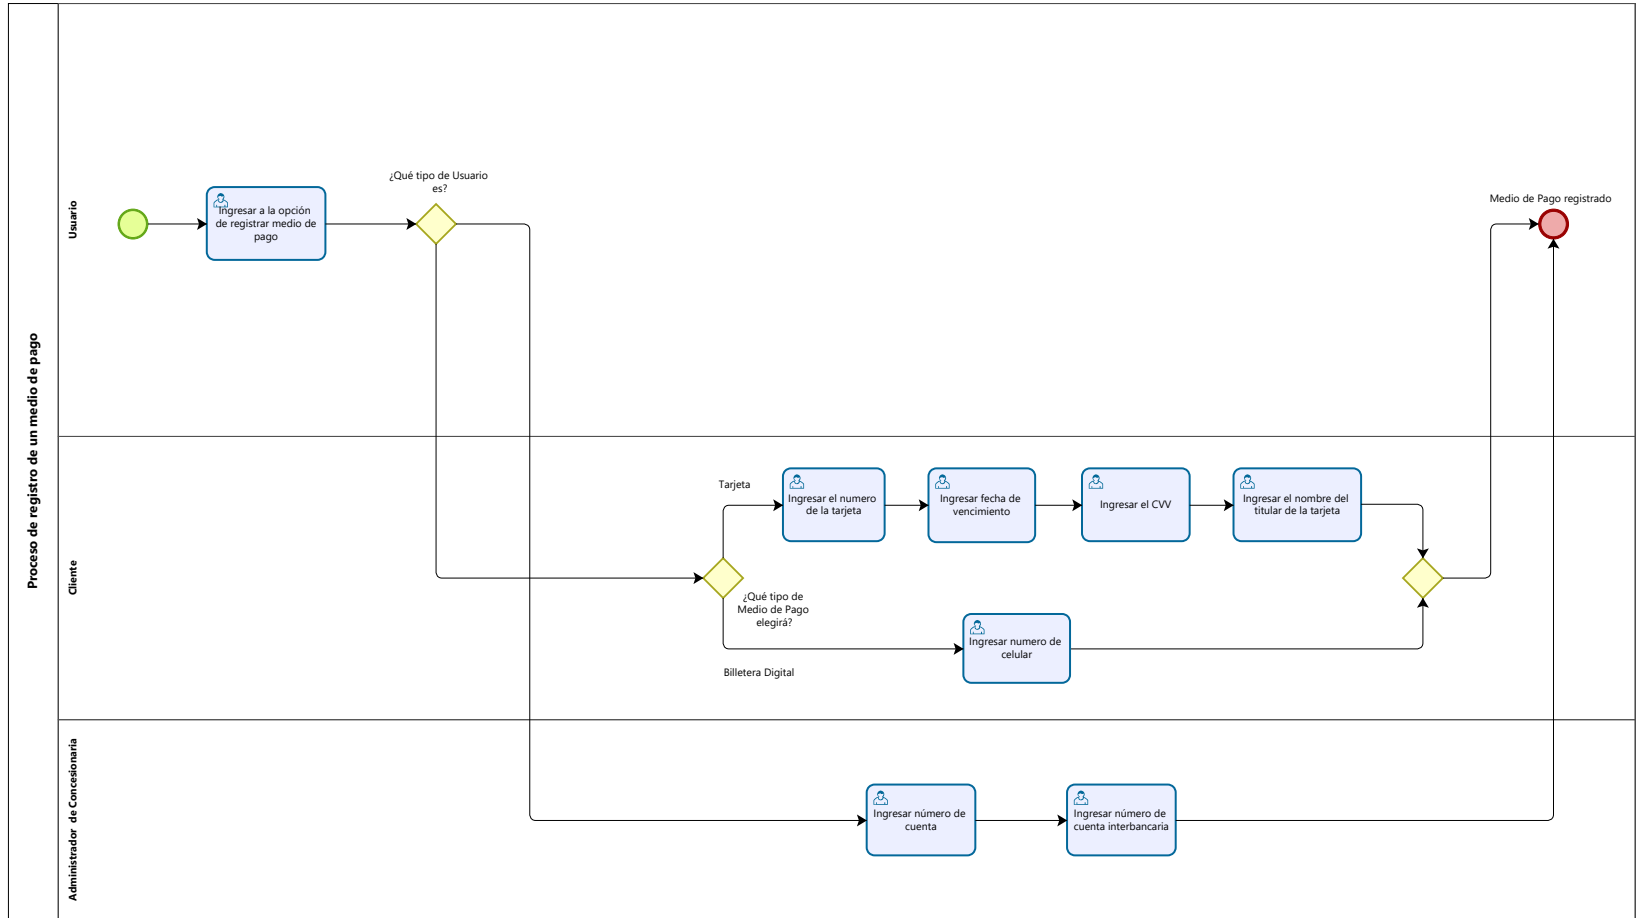 Proceso de registro de un medio de pago
Usuario
Ingresar a la opción
de registrar medio de
pago
¿Qué tipo de Usuario
es?
Medio de Pago registrado
Cliente
Tarjeta
Ingresar el numero
de la tarjeta
Ingresar fecha de
vencimiento
Ingresar el CVV
Ingresar el nombre del
titular de la tarjeta
¿Qué tipo de
Medio de Pago
elegirá?
Ingresar numero de
celular
Billetera Digital
Administrador de Concesionaria
Ingresar número de
cuenta
Ingresar número de
cuenta interbancaria